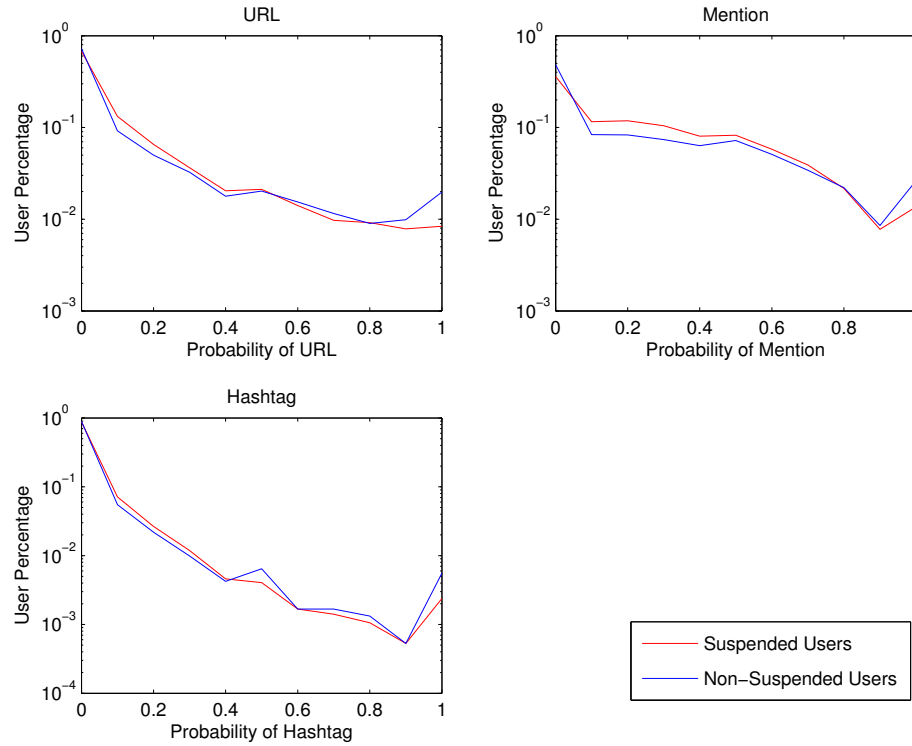 URL
10^0
10^−1
10^−2
10^−3
User Percentage
0 0.2 0.4 0.6 0.8 1
Probability of URL
Mention
10^0
10^−1
10^−2
10^−3
User Percentage
0 0.2 0.4 0.6 0.8
Probability of Mention
Hashtag
10^0
10^−1
10^−2
10^−3
10^−4
User Percentage
0 0.2 0.4 0.6 0.8 1
Probability of Hashtag
Suspended Users
Non−Suspended Users